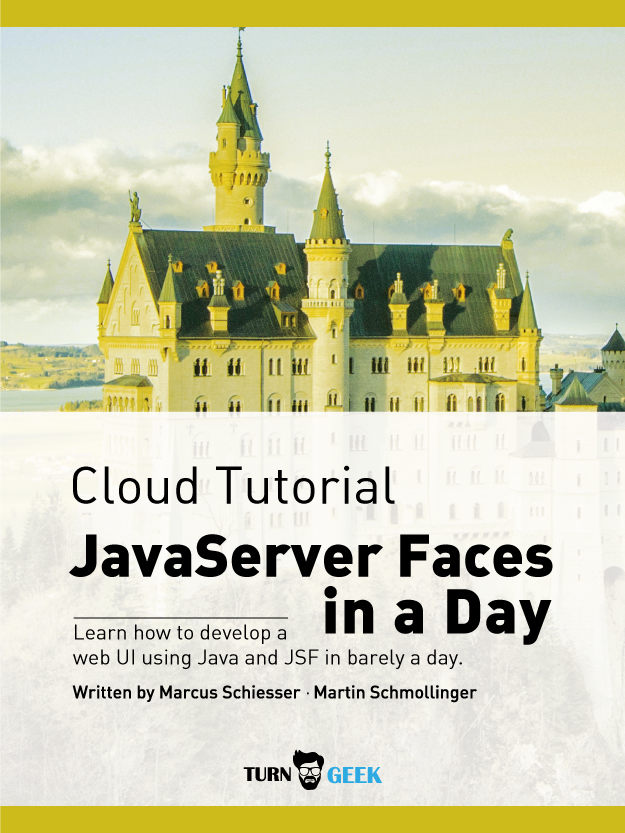 Cloud Tutorial
JavaServer Faces
in a Day
Learn how to develop a
web UI using Java and JSF in barely a day.
Written by Marcus Schiesser · Martin Schmollinger
TURN GEEK